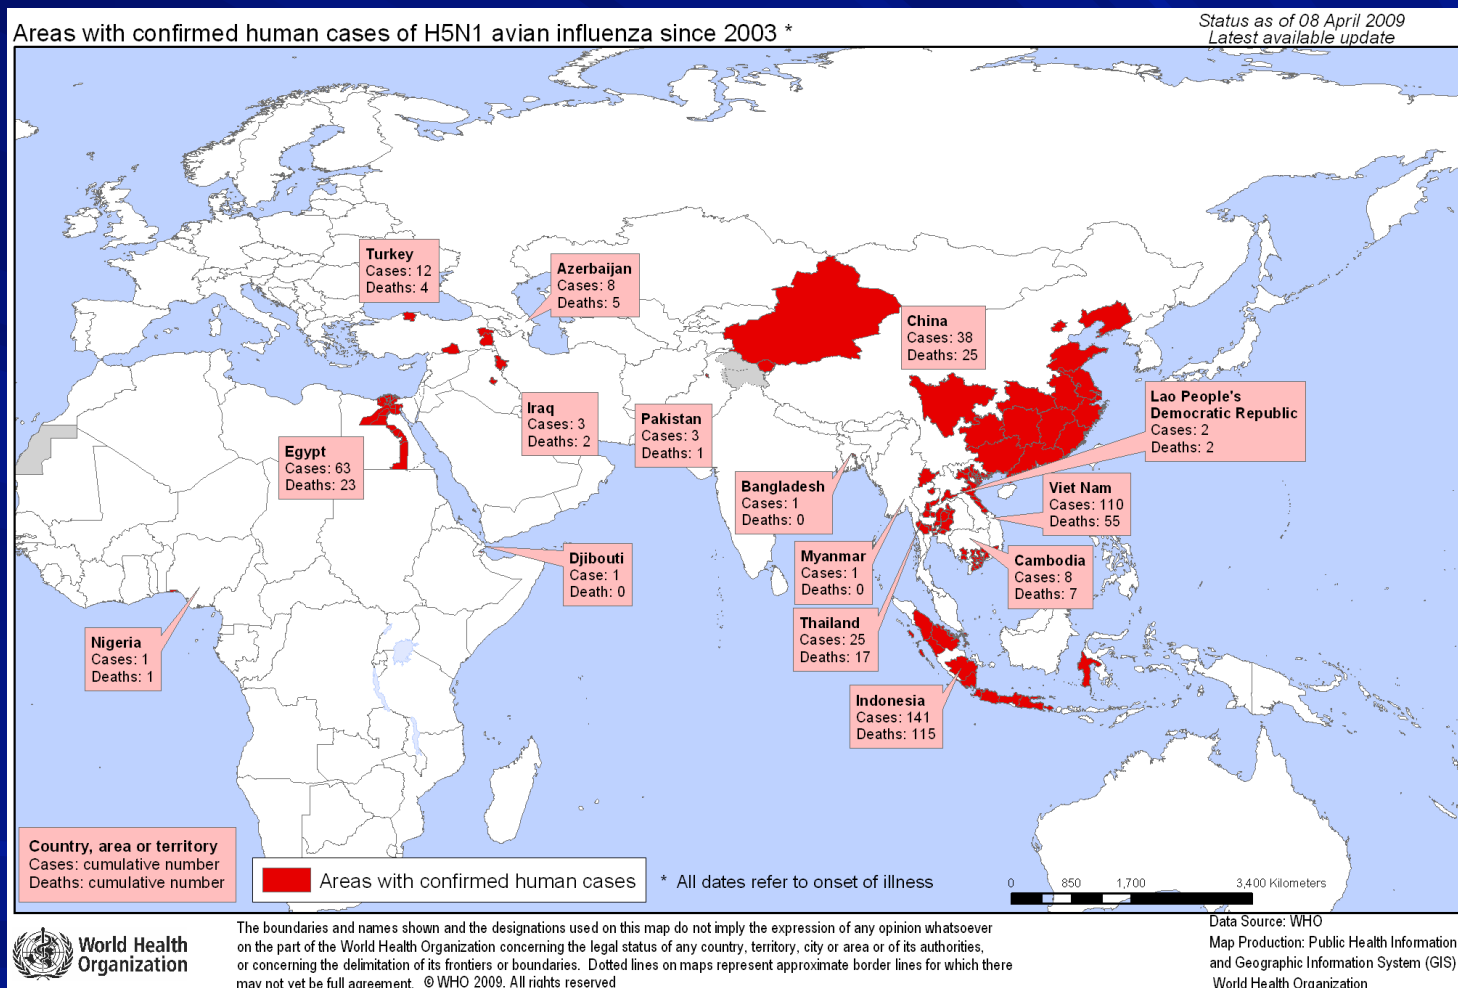 Areas with confirmed human cases of H5N1 avian influenza since 2003 *
Status as of 08 April 2009
Latest available update
Turkey
Cases: 12
Deaths: 4
Azerbaijan
Cases: 8
Deaths: 5
China
Cases: 38
Deaths: 25
Lao People's
Democratic Republic
Cases: 2
Deaths: 2
Iraq
Cases: 3
Deaths: 2
Pakistan
Cases: 3
Deaths: 1
Egypt
Cases: 63
Deaths: 23
Bangladesh
Cases: 1
Deaths: 0
Viet Nam
Cases: 110
Deaths: 55
Djibouti
Case: 1
Death: 0
Myanmar
Cases: 1
Deaths: 0
Cambodia
Cases: 8
Deaths: 7
Nigeria
Cases: 1
Deaths: 1
Thailand
Cases: 25
Deaths: 17
Indonesia
Cases: 141
Deaths: 115
Country, area or territory
Cases: cumulative number
Deaths: cumulative number
Areas with confirmed human cases
* All dates refer to onset of illness
0 850 1,700 3,400 Kilometers
World Health
Organization
The boundaries and names shown and the designations used on this map do not imply the expression of any opinion whatsoever
on the part of the World Health Organization concerning the legal status of any country, territory, city or area or of its authorities,
or concerning the delimitation of its frontiers or boundaries. Dotted lines on maps represent approximate border lines for which there
may not yet be full agreement. © WHO 2009. All rights reserved
Data Source: WHO
Map Production: Public Health Information
and Geographic Information System (GIS)
World Health Organization